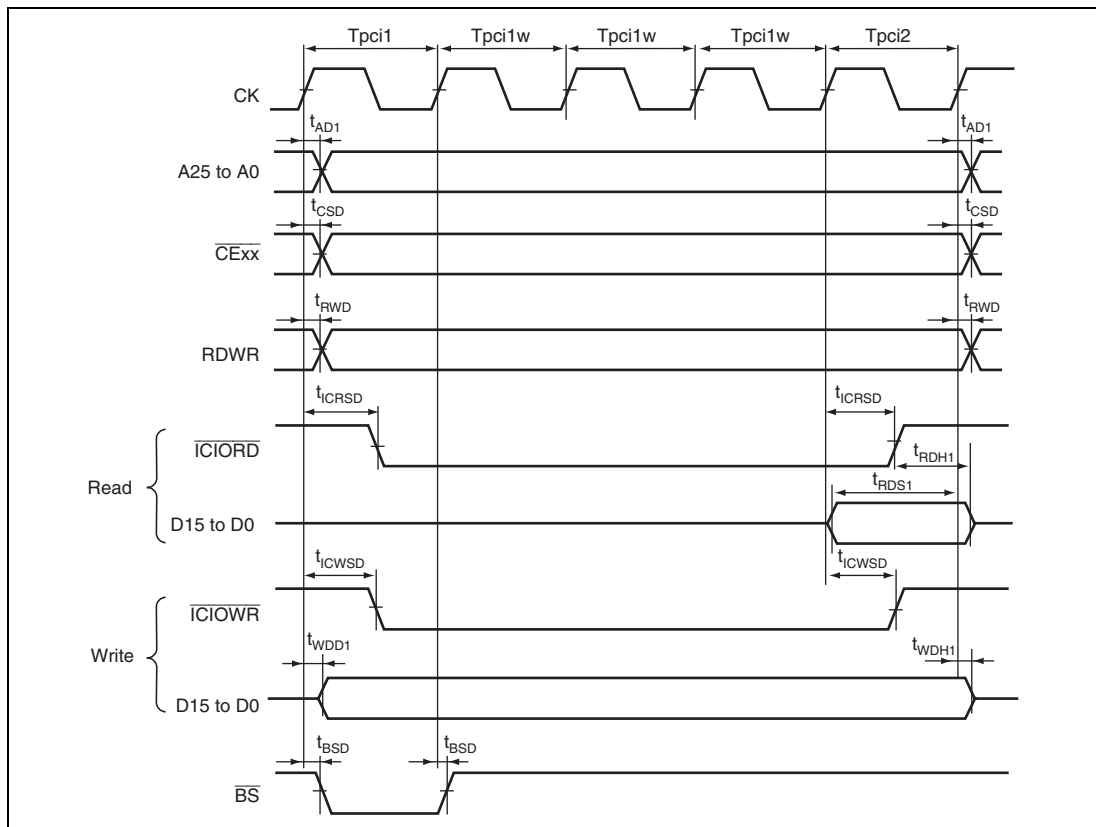 Tpci1 Tpci1w Tpci1w Tpci1w Tpci2
CK
tAD1 tAD1
A25 to A0
tCSD tCSD
CExx
tRWD tRWD
RDWR
tICRSD tICRSD
ICIORD
tRDH1
Read
tRDS1
D15 to D0
tICWSD tICWSD
ICIOWR
tWDD1 tWDH1
Write
D15 to D0
tBSD tBSD
BS